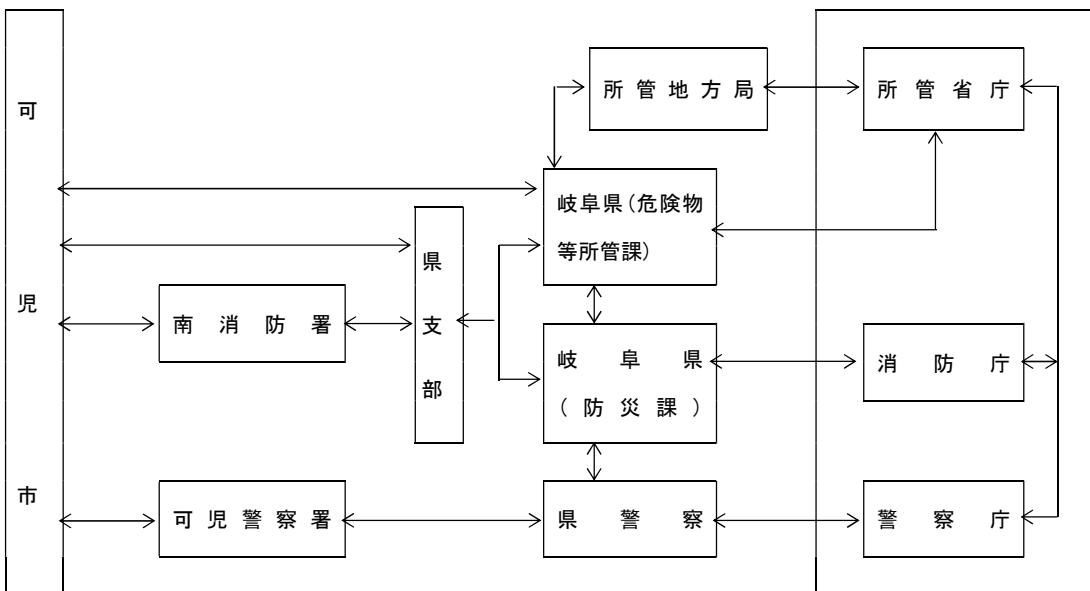 可児市
所管地方局
所管省庁
岐阜県(危険物
等所管課)
県支部
南消防署
岐阜県
(防災課)
消防庁
可児警察署
県警察
警察庁